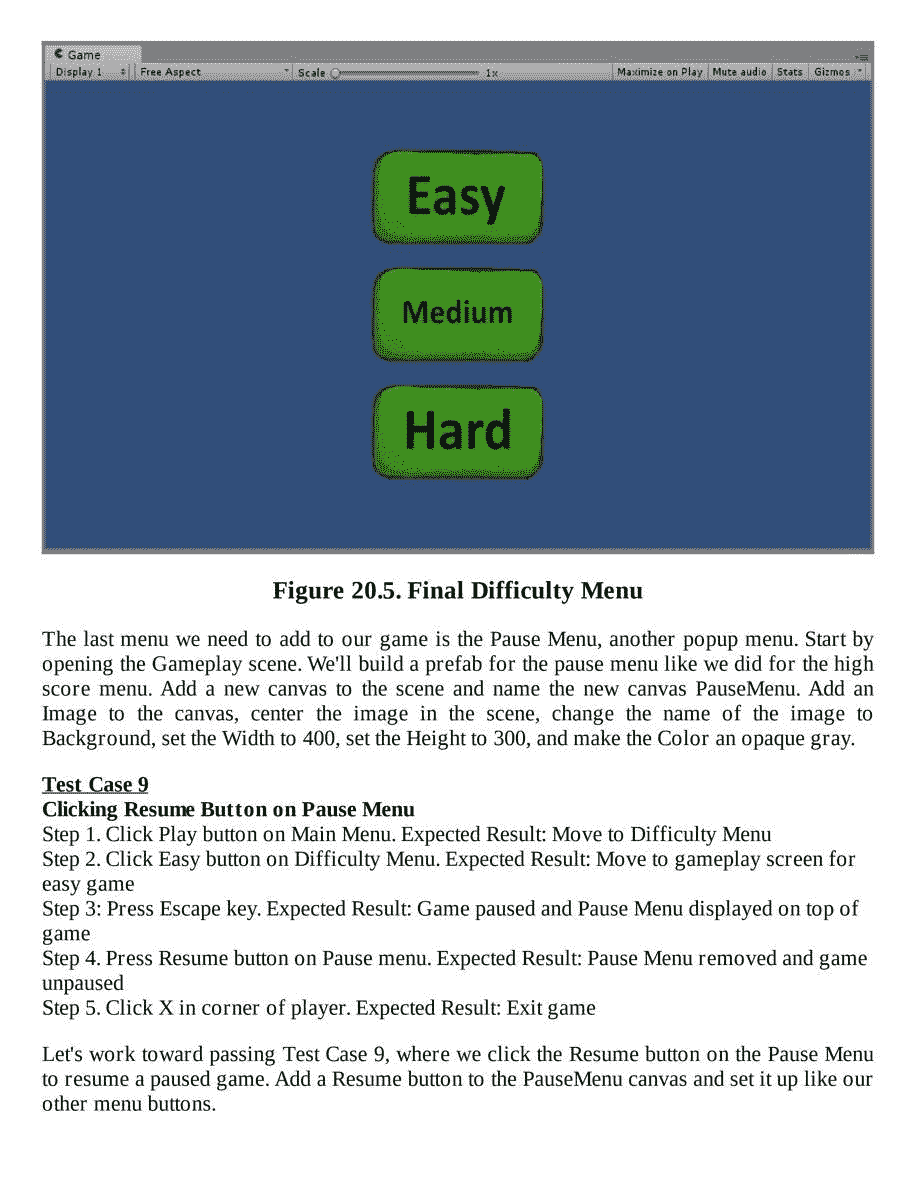 Game
Display 1 Free Aspect Scale 1x Maximize on Play Mute audio Stats Gizmos
Easy
Medium
Hard
Figure 20.5. Final Difficulty Menu
The last menu we need to add to our game is the Pause Menu, another popup menu. Start by
opening the Gameplay scene. We'll build a prefab for the pause menu like we did for the high
score menu. Add a new canvas to the scene and name the new canvas PauseMenu. Add an
Image to the canvas, center the image in the scene, change the name of the image to
Background, set the Width to 400, set the Height to 300, and make the Color an opaque gray.
Test Case 9
Clicking Resume Button on Pause Menu
Step 1. Click Play button on Main Menu. Expected Result: Move to Difficulty Menu
Step 2. Click Easy button on Difficulty Menu. Expected Result: Move to gameplay screen for
easy game
Step 3: Press Escape key. Expected Result: Game paused and Pause Menu displayed on top of
game
Step 4. Press Resume button on Pause menu. Expected Result: Pause Menu removed and game
unpaused
Step 5. Click X in corner of player. Expected Result: Exit game
Let's work toward passing Test Case 9, where we click the Resume button on the Pause Menu
to resume a paused game. Add a Resume button to the PauseMenu canvas and set it up like our
other menu buttons.